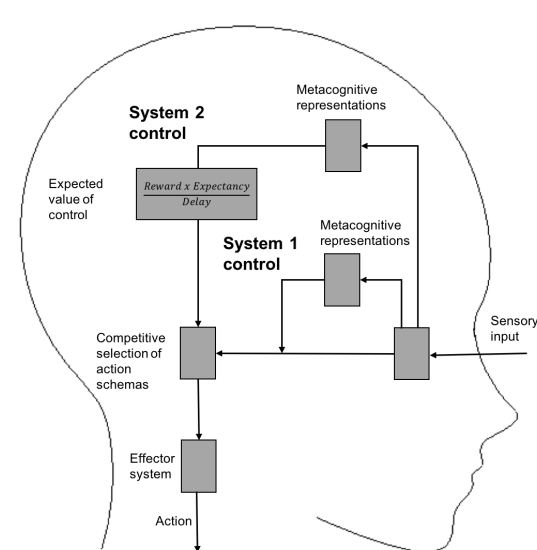 Metacognitive
representations
System 2
control
Expected
value of
control
Reward x Expectancy
Delay
Metacognitive
representations
System 1
control
Sensory
input
Competitive
selection of
action
schemas
Effector
system
Action